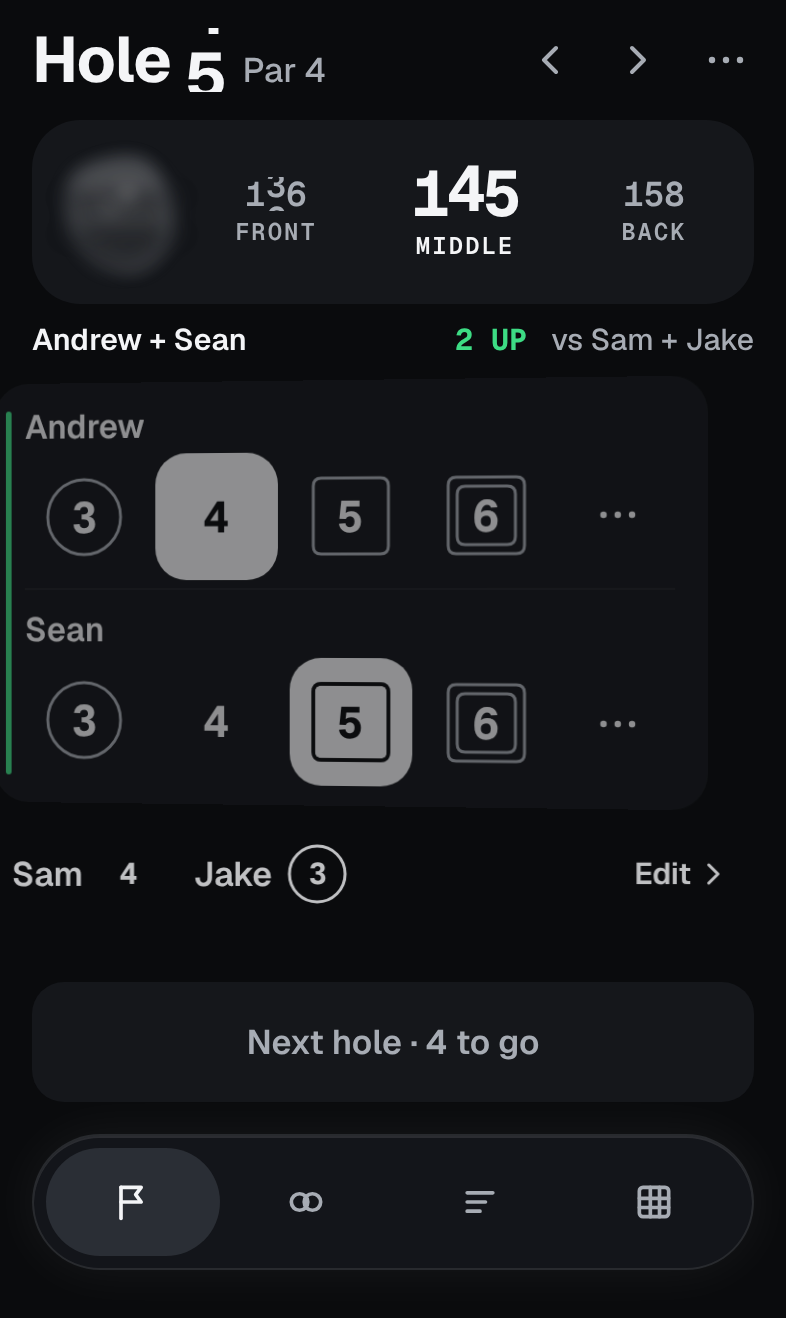 Hole 5 Par 4
136 145 158
FRONT MIDDLE BACK
Andrew + Sean 2 UP vs Sam + Jake
Andrew
3 4 5 6 ...
Sean
3 4 5 6 ...
Sam 4 Jake 3 Edit >
Next hole · 4 to go